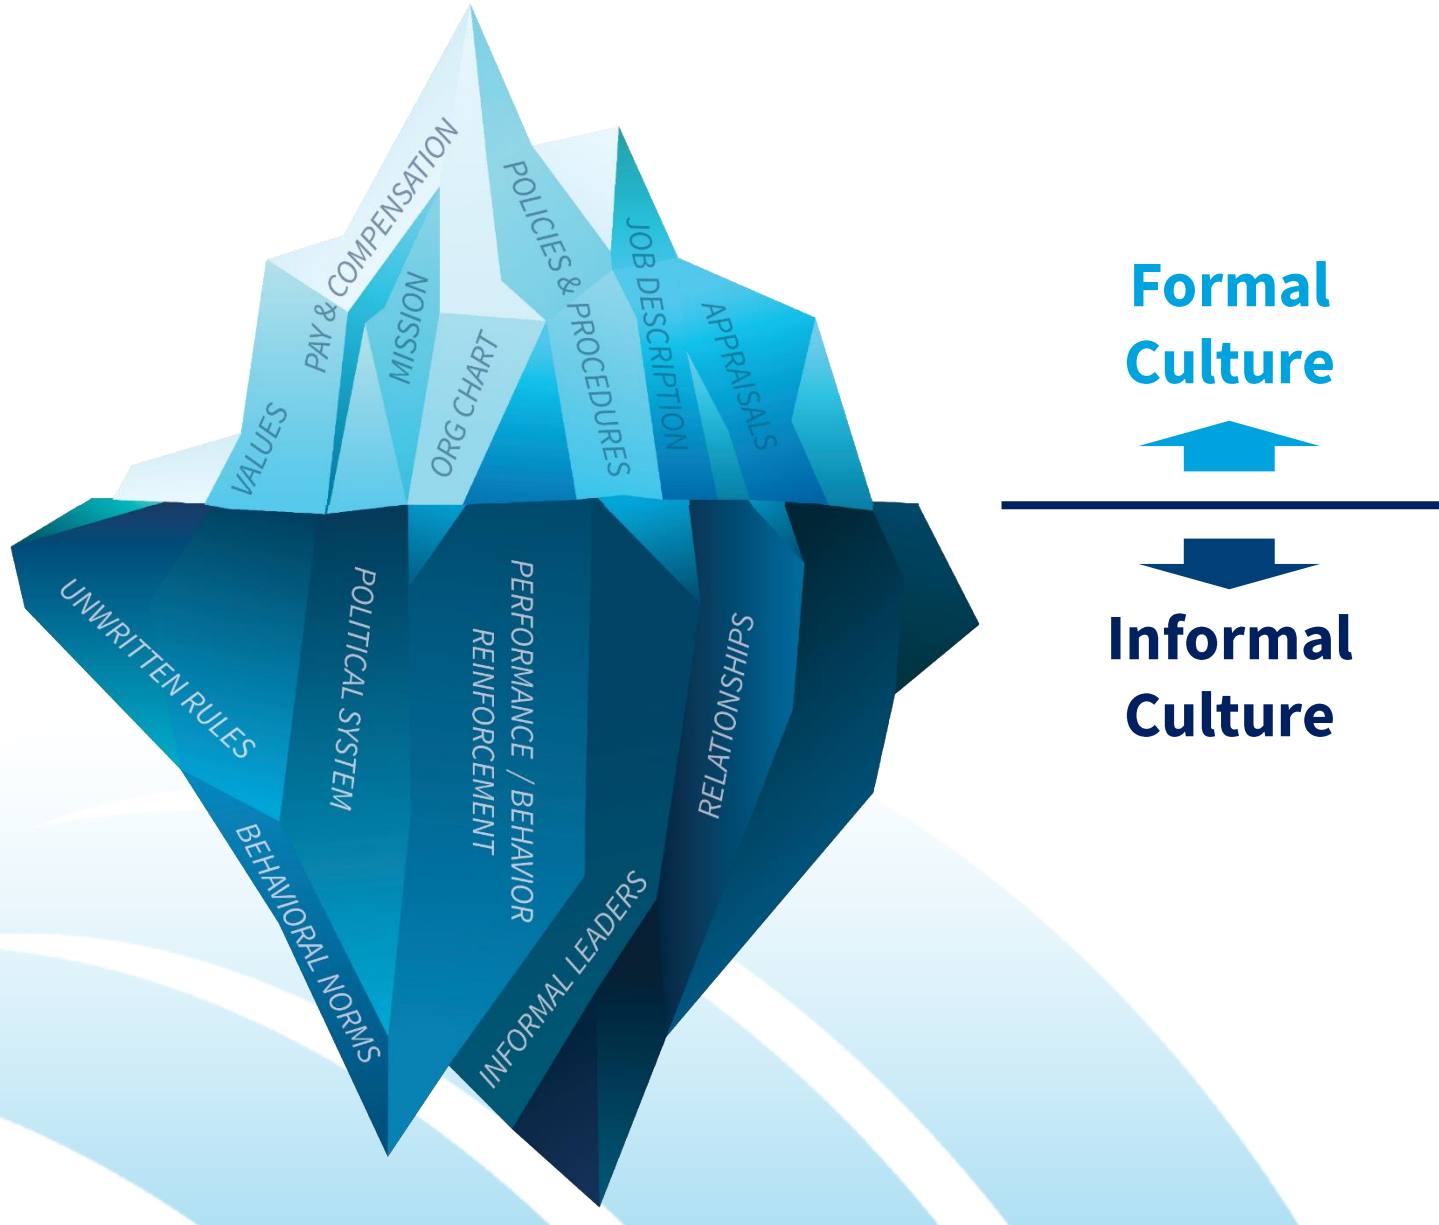 PAY & COMPENSATION
POLICIES & PROCEDURES
JOB DESCRIPTION
MISSION
APPRAISALS
ORG CHART
VALUES
Formal
Culture
Informal
Culture
UNWRITTEN RULES
POLITICAL SYSTEM
PERFORMANCE / BEHAVIOR
REINFORCEMENT
RELATIONSHIPS
BEHAVIORAL NORMS
INFORMAL LEADERS